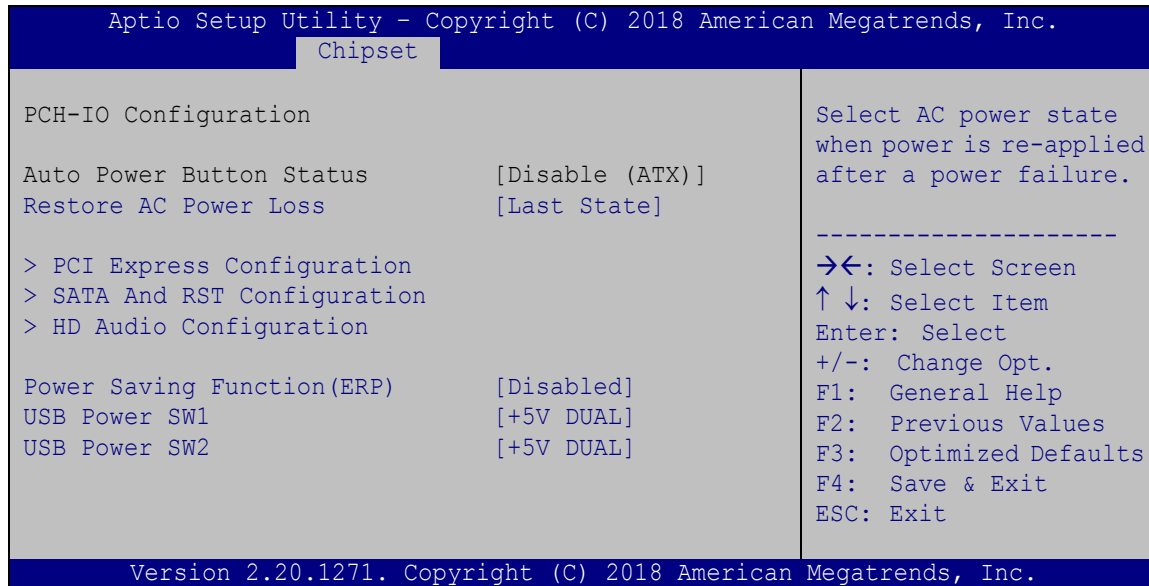 Aptio Setup Utility – Copyright (C) 2018 American Megatrends, Inc.
Chipset
PCH-IO Configuration
Auto Power Button Status [Disable (ATX)]
Restore AC Power Loss [Last State]
> PCI Express Configuration
> SATA And RST Configuration
> HD Audio Configuration
Power Saving Function(ERP) [Disabled]
USB Power SW1 [+5V DUAL]
USB Power SW2 [+5V DUAL]
Select AC power state
when power is re-applied
after a power failure.
---------------------
→←: Select Screen
↑ ↓: Select Item
Enter: Select
+/-: Change Opt.
F1: General Help
F2: Previous Values
F3: Optimized Defaults
F4: Save & Exit
ESC: Exit
Version 2.20.1271. Copyright (C) 2018 American Megatrends, Inc.